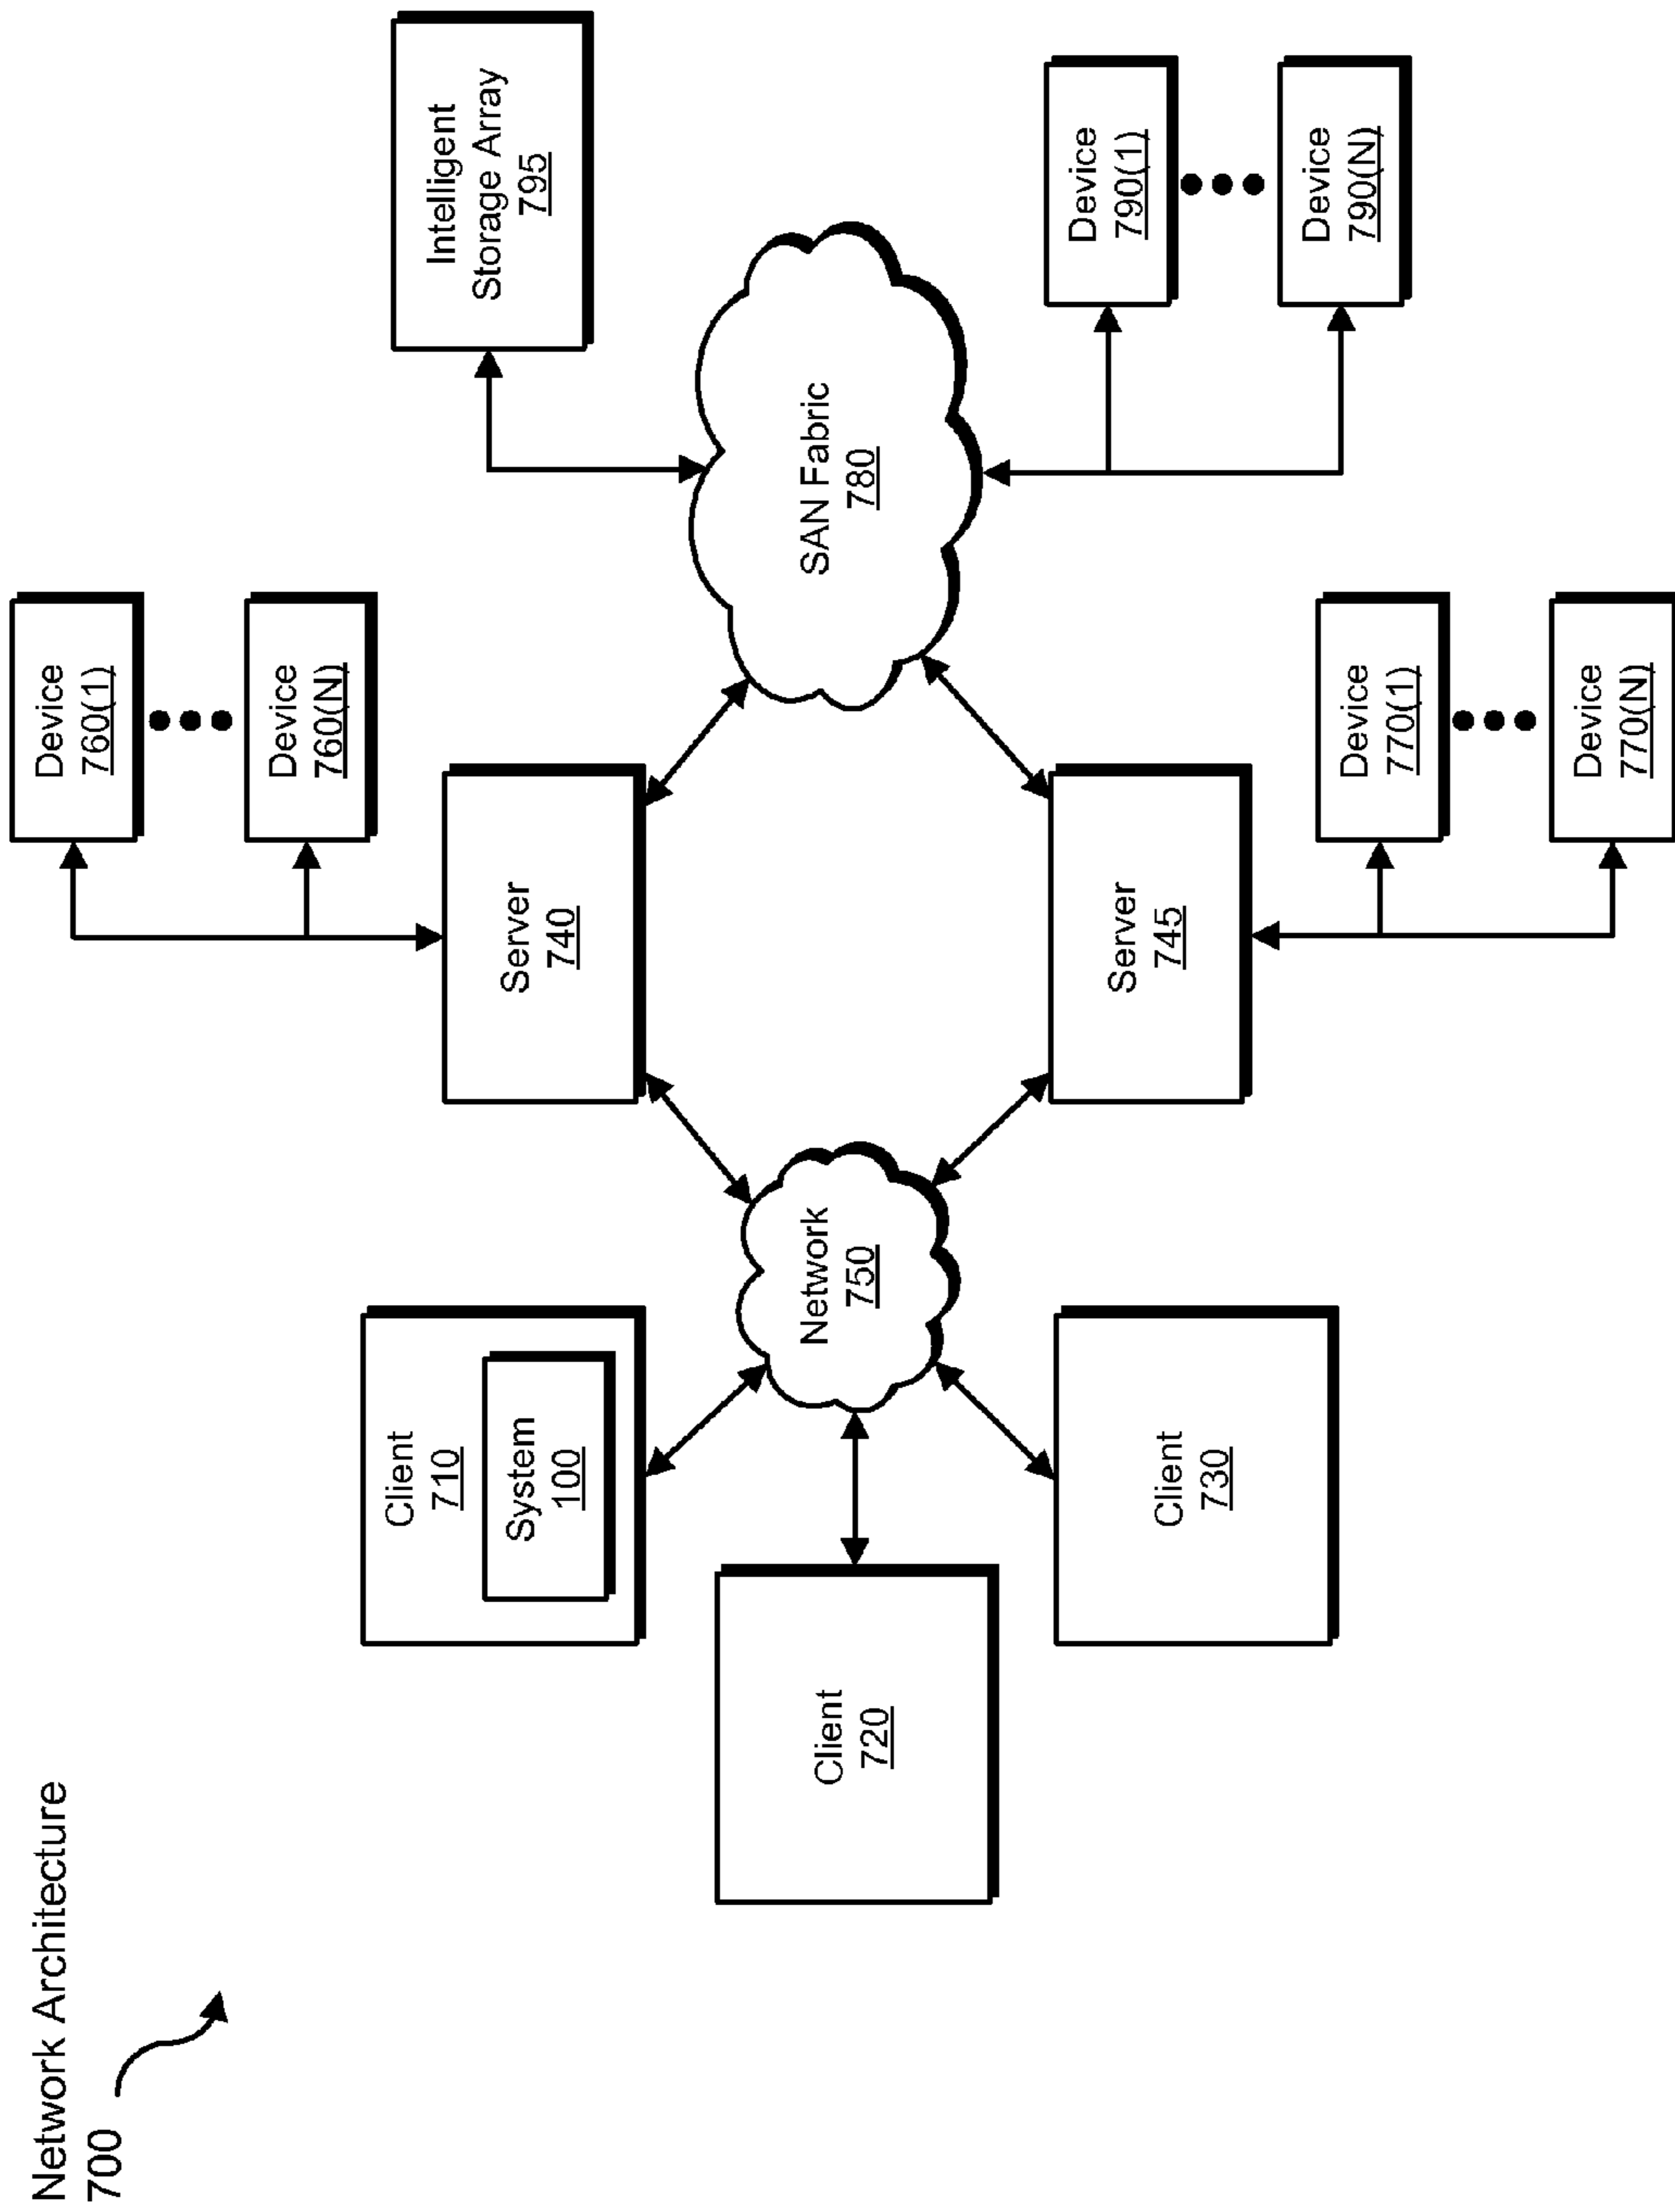 Network Architecture
700
Client
710
System
100
Client
720
Client
730
Network
750
Server
740
Server
745
Device
760(1)
Device
760(N)
Device
770(1)
Device
770(N)
SAN Fabric
780
Intelligent
Storage Array
795
Device
790(1)
Device
790(N)